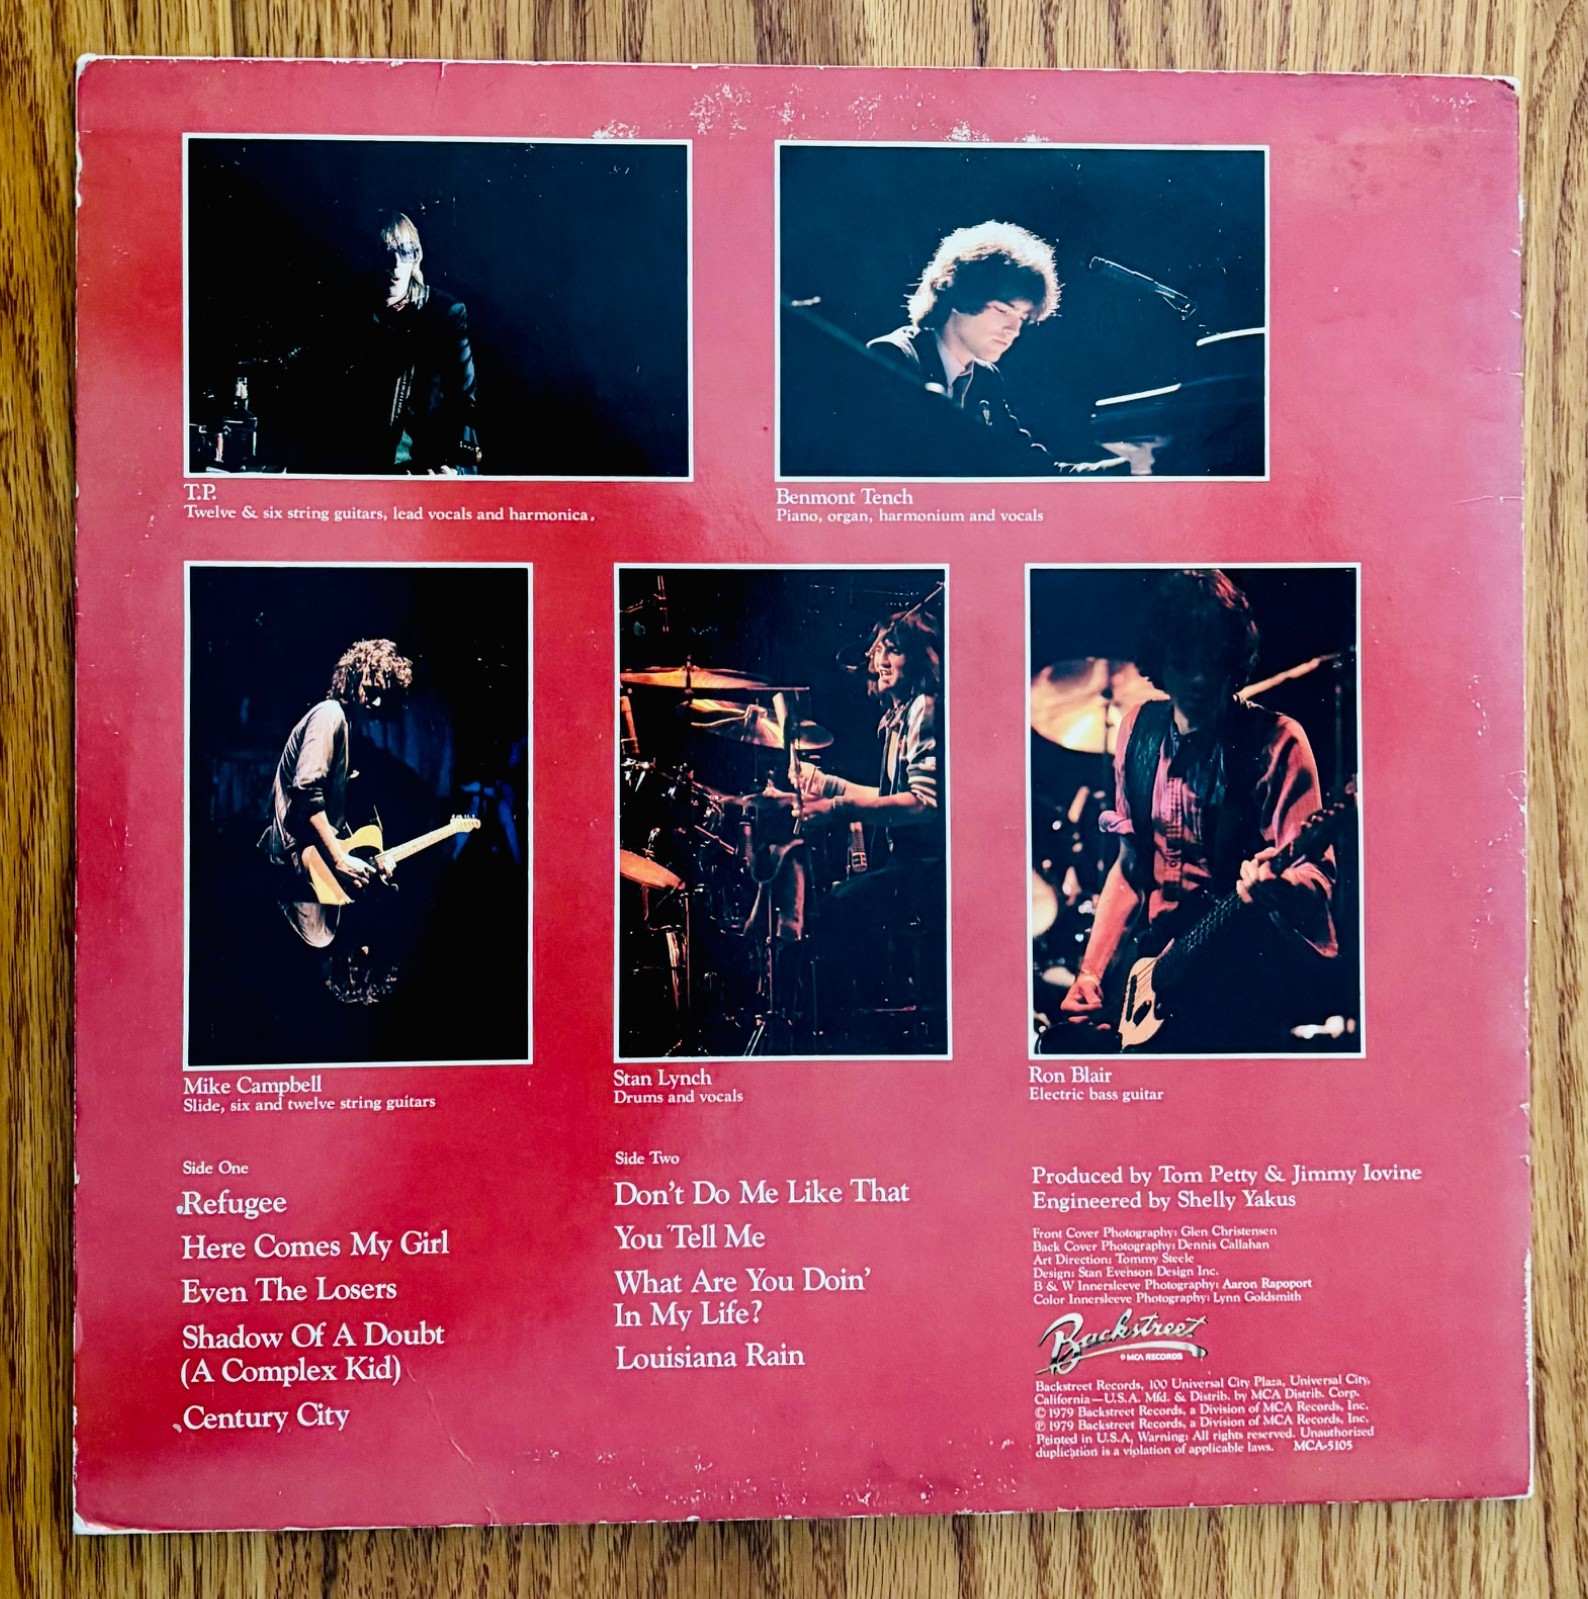 T.P.
Twelve & six string guitars, lead vocals and harmonica.
Benmont Tench
Piano, organ, harmonium and vocals
Mike Campbell
Slide, six and twelve string guitars
Stan Lynch
Drums and vocals
Ron Blair
Electric bass guitar
Side One
Refugee
Here Comes My Girl
Even The Losers
Shadow Of A Doubt
(A Complex Kid)
Century City
Side Two
Don't Do Me Like That
You Tell Me
What Are You Doin'
In My Life?
Louisiana Rain
Produced by Tom Petty & Jimmy Iovine
Engineered by Shelly Yakus
Front Cover Photography: Glen Christensen
Back Cover Photography: Dennis Callahan
Art Direction: Tommy Steele
Design: Stan Evenson Design Inc.
B & W Innersleeve Photography: Aaron Rapoport
Color Innersleeve Photography: Lynn Goldsmith
Backstreet
MCA RECORDS
Backstreet Records, 100 Universal City Plaza, Universal City,
California—U.S.A. Mfd. & Distrib. by MCA Distrib. Corp.
© 1979 Backstreet Records, a Division of MCA Records, Inc.
℗ 1979 Backstreet Records, a Division of MCA Records, Inc.
Printed in U.S.A, Warning: All rights reserved. Unauthorized
duplication is a violation of applicable laws. MCA-5105